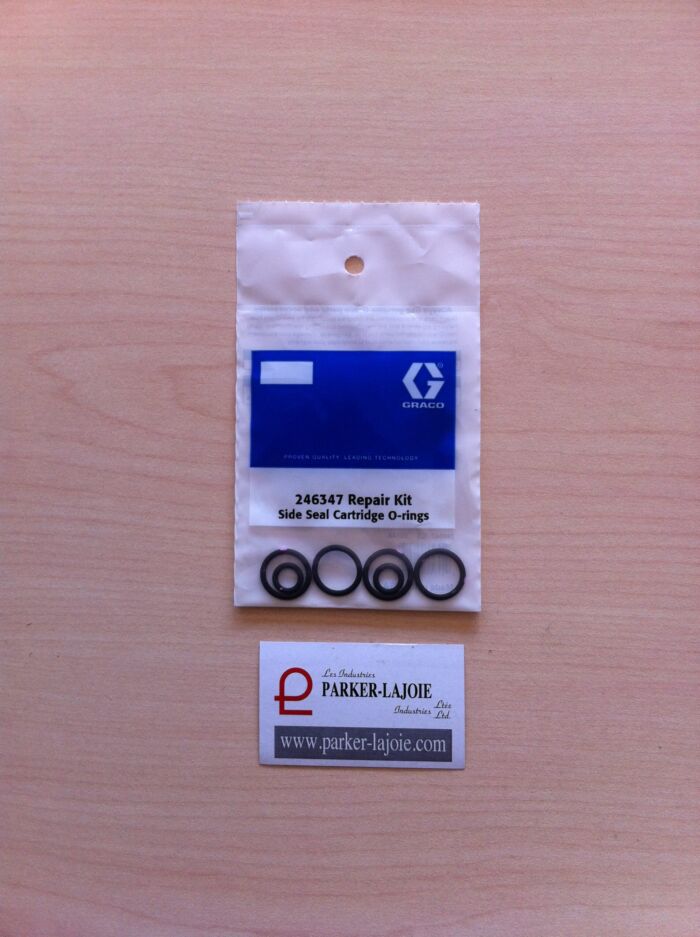 GRACO
PROVEN QUALITY. LEADING TECHNOLOGY.
246347 Repair Kit
Side Seal Cartridge O-rings
Les Industries
PARKER-LAJOIE
Industries Ltée
Ltd.
www.parker-lajoie.com